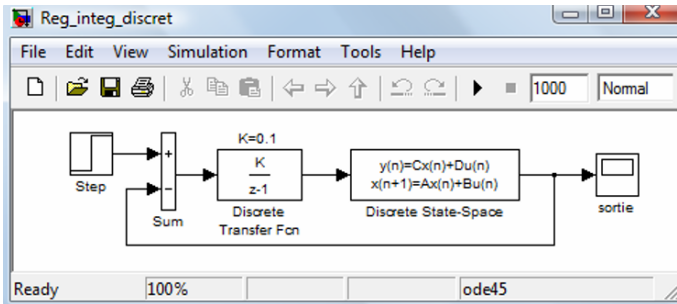 Reg_integ_discret
File Edit View Simulation Format Tools Help
1000 Normal
K=0.1
+
K
z-1
y(n)=Cx(n)+Du(n)
x(n+1)=Ax(n)+Bu(n)
−
Step
Sum
Discrete
Transfer Fcn
Discrete State-Space
sortie
Ready 100% ode45